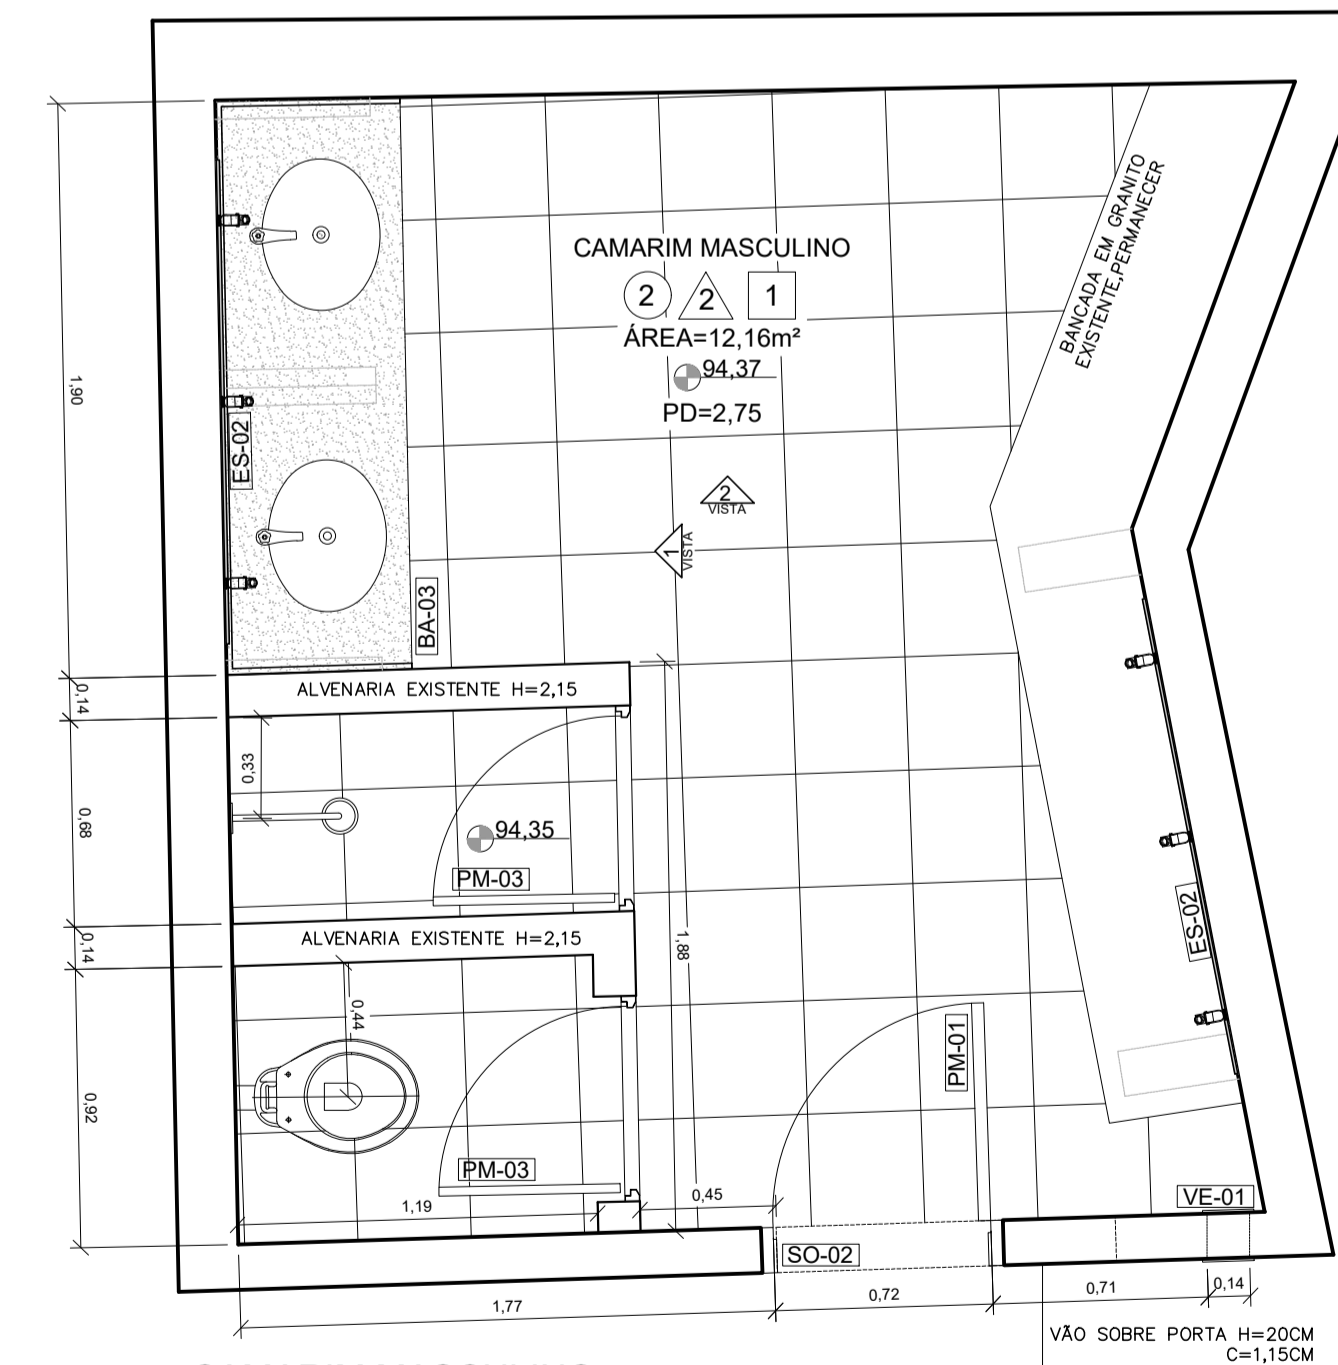 CAMARIM MASCULINO
2 2 1
ÁREA=12,16m²
94,37
PD=2,75
BANCADA EM GRANITO
EXISTENTE,PERMANECER
2
VISTA
1
VISTA
ES-02
BA-03
1,90
0,14
0,68
0,14
0,92
ALVENARIA EXISTENTE H=2,15
0,33
94,35
PM-03
ALVENARIA EXISTENTE H=2,15
0,44
1,88
PM-03
PM-01
ES-02
1,19
0,45
VE-01
SO-02
1,77
0,72
0,71
0,14
VÃO SOBRE PORTA H=20CM
C=1,15CM